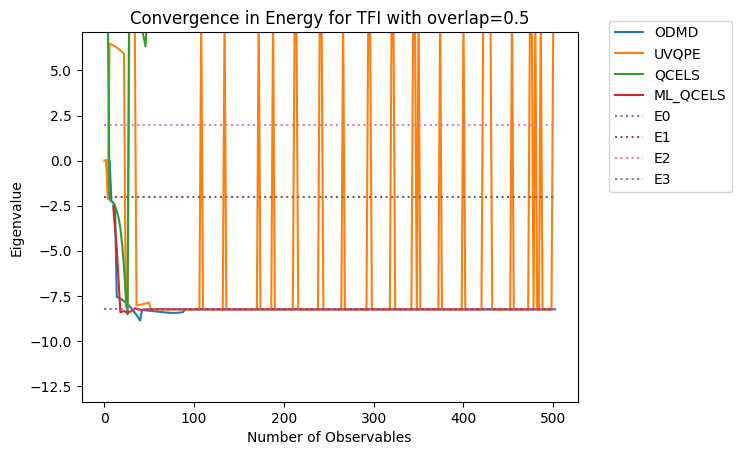 Convergence in Energy for TFI with overlap=0.5
ODMD
UVQPE
QCELS
ML_QCELS
E0
E1
E2
E3
Eigenvalue
5.0
2.5
0.0
−2.5
−5.0
−7.5
−10.0
−12.5
0 100 200 300 400 500
Number of Observables